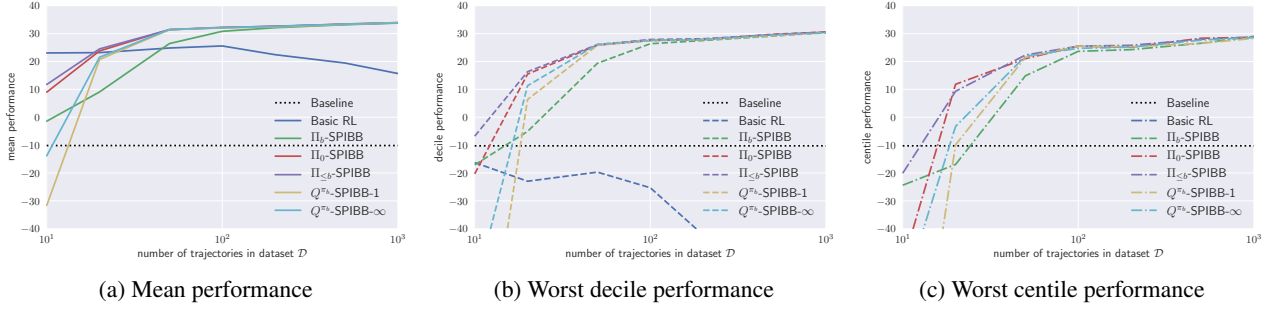 40
30
20
10
0
−10
−20
−30
−40
mean performance
Baseline
Basic RL
Π_b-SPIBB
Π_0-SPIBB
Π_{≤b}-SPIBB
Q^{π_b}-SPIBB-1
Q^{π_b}-SPIBB-∞
10^1
10^2
10^3
number of trajectories in dataset 𝒟
(a) Mean performance
40
30
20
10
0
−10
−20
−30
−40
decile performance
Baseline
Basic RL
Π_b-SPIBB
Π_0-SPIBB
Π_{≤b}-SPIBB
Q^{π_b}-SPIBB-1
Q^{π_b}-SPIBB-∞
10^1
10^2
10^3
number of trajectories in dataset 𝒟
(b) Worst decile performance
40
30
20
10
0
−10
−20
−30
−40
centile performance
Baseline
Basic RL
Π_b-SPIBB
Π_0-SPIBB
Π_{≤b}-SPIBB
Q^{π_b}-SPIBB-1
Q^{π_b}-SPIBB-∞
10^1
10^2
10^3
number of trajectories in dataset 𝒟
(c) Worst centile performance